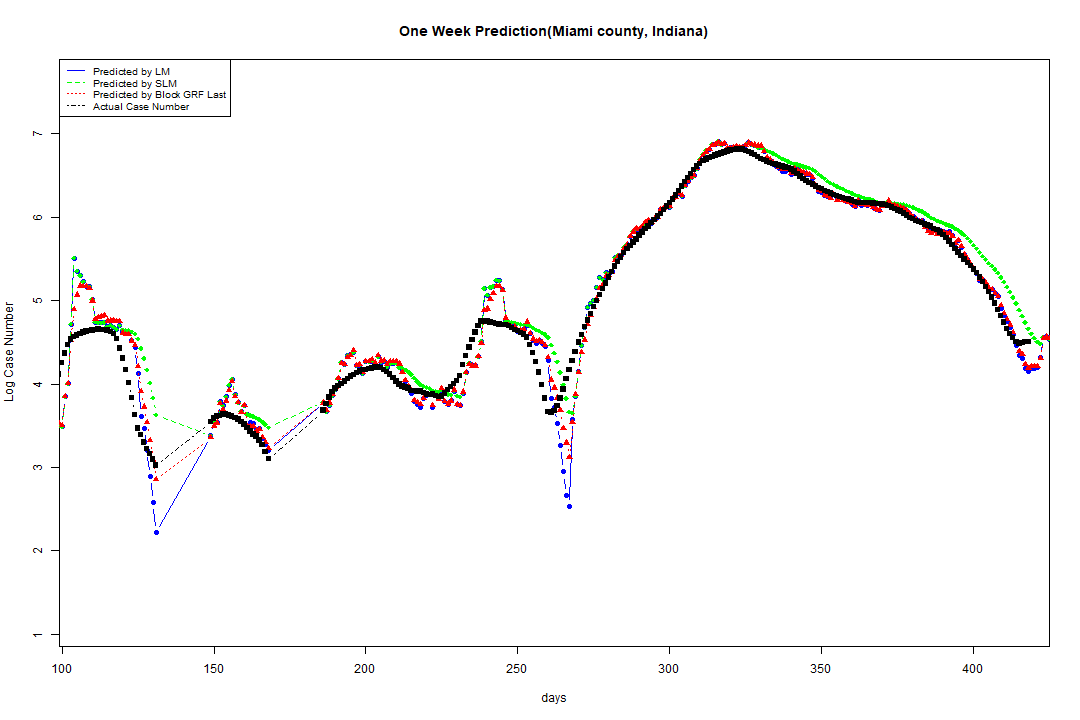 One Week Prediction(Miami county, Indiana)
Predicted by LM
Predicted by SLM
Predicted by Block GRF Last
Actual Case Number
Log Case Number
7
6
5
4
3
2
1
100 150 200 250 300 350 400
days